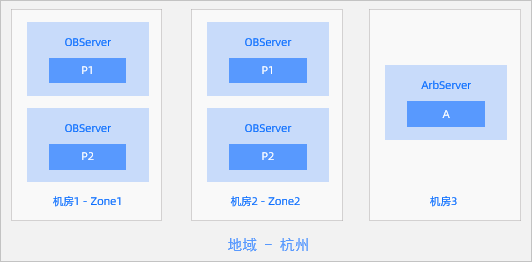 OBServer
P1
OBServer
P2
机房1 - Zone1
OBServer
P1
OBServer
P2
机房2 - Zone2
ArbServer
A
机房3
地域 - 杭州